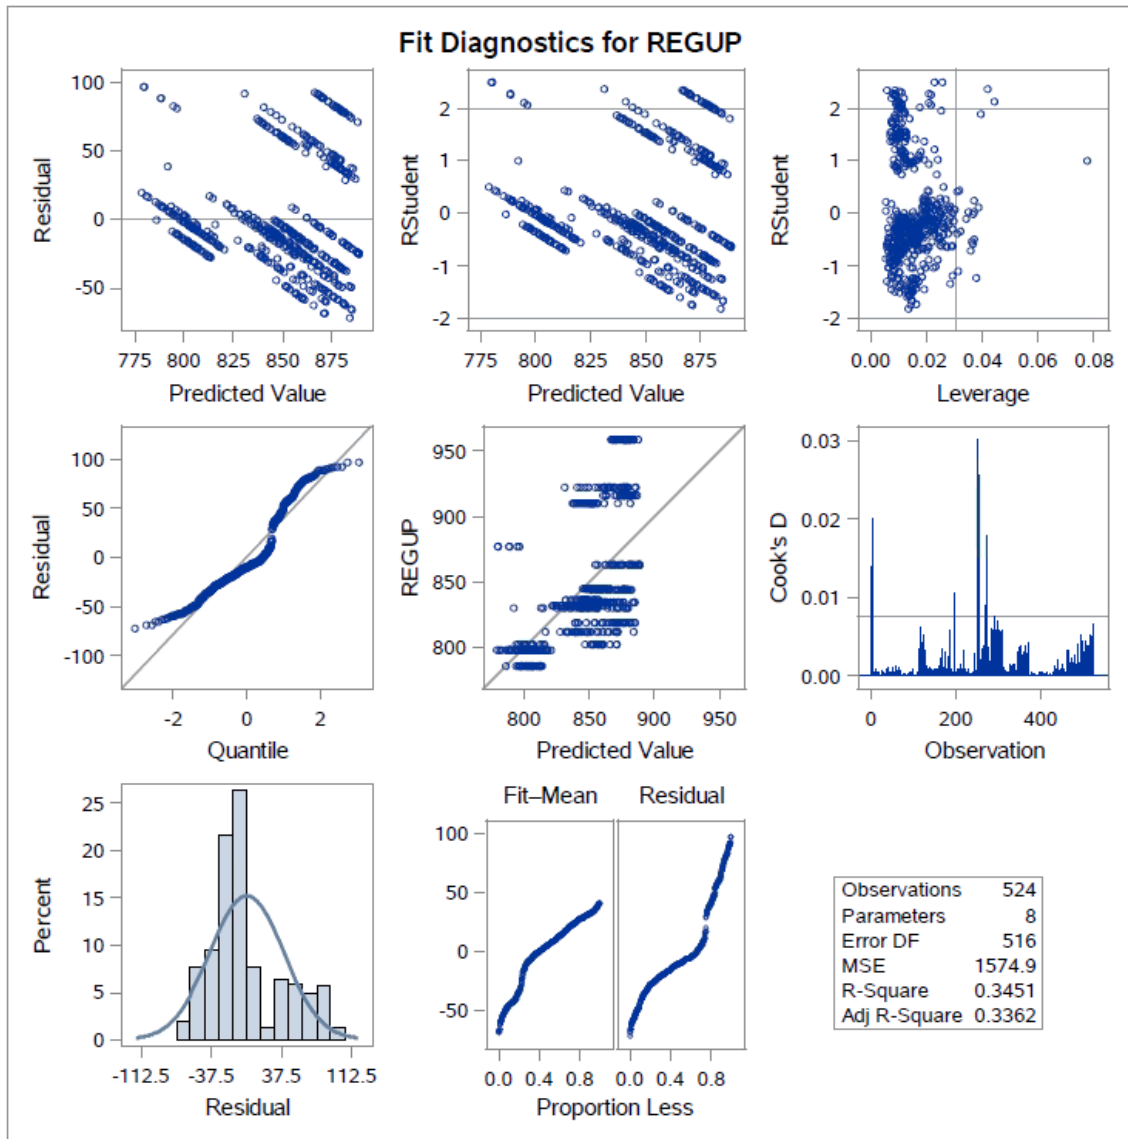 Fit Diagnostics for REGUP
100
50
0
-50
Residual
775 800 825 850 875
Predicted Value
2
1
0
-1
-2
RStudent
775 800 825 850 875
Predicted Value
2
1
0
-1
-2
RStudent
0.00 0.02 0.04 0.06 0.08
Leverage
100
50
0
-50
-100
Residual
-2 0 2
Quantile
950
900
850
800
REGUP
800 850 900 950
Predicted Value
0.03
0.02
0.01
0.00
Cook's D
0 200 400
Observation
25
20
15
10
5
0
Percent
-112.5 -37.5 37.5 112.5
Residual
Fit–Mean Residual
100
50
0
-50
0.0 0.4 0.8 0.0 0.4 0.8
Proportion Less
Observations 524
Parameters 8
Error DF 516
MSE 1574.9
R-Square 0.3451
Adj R-Square 0.3362